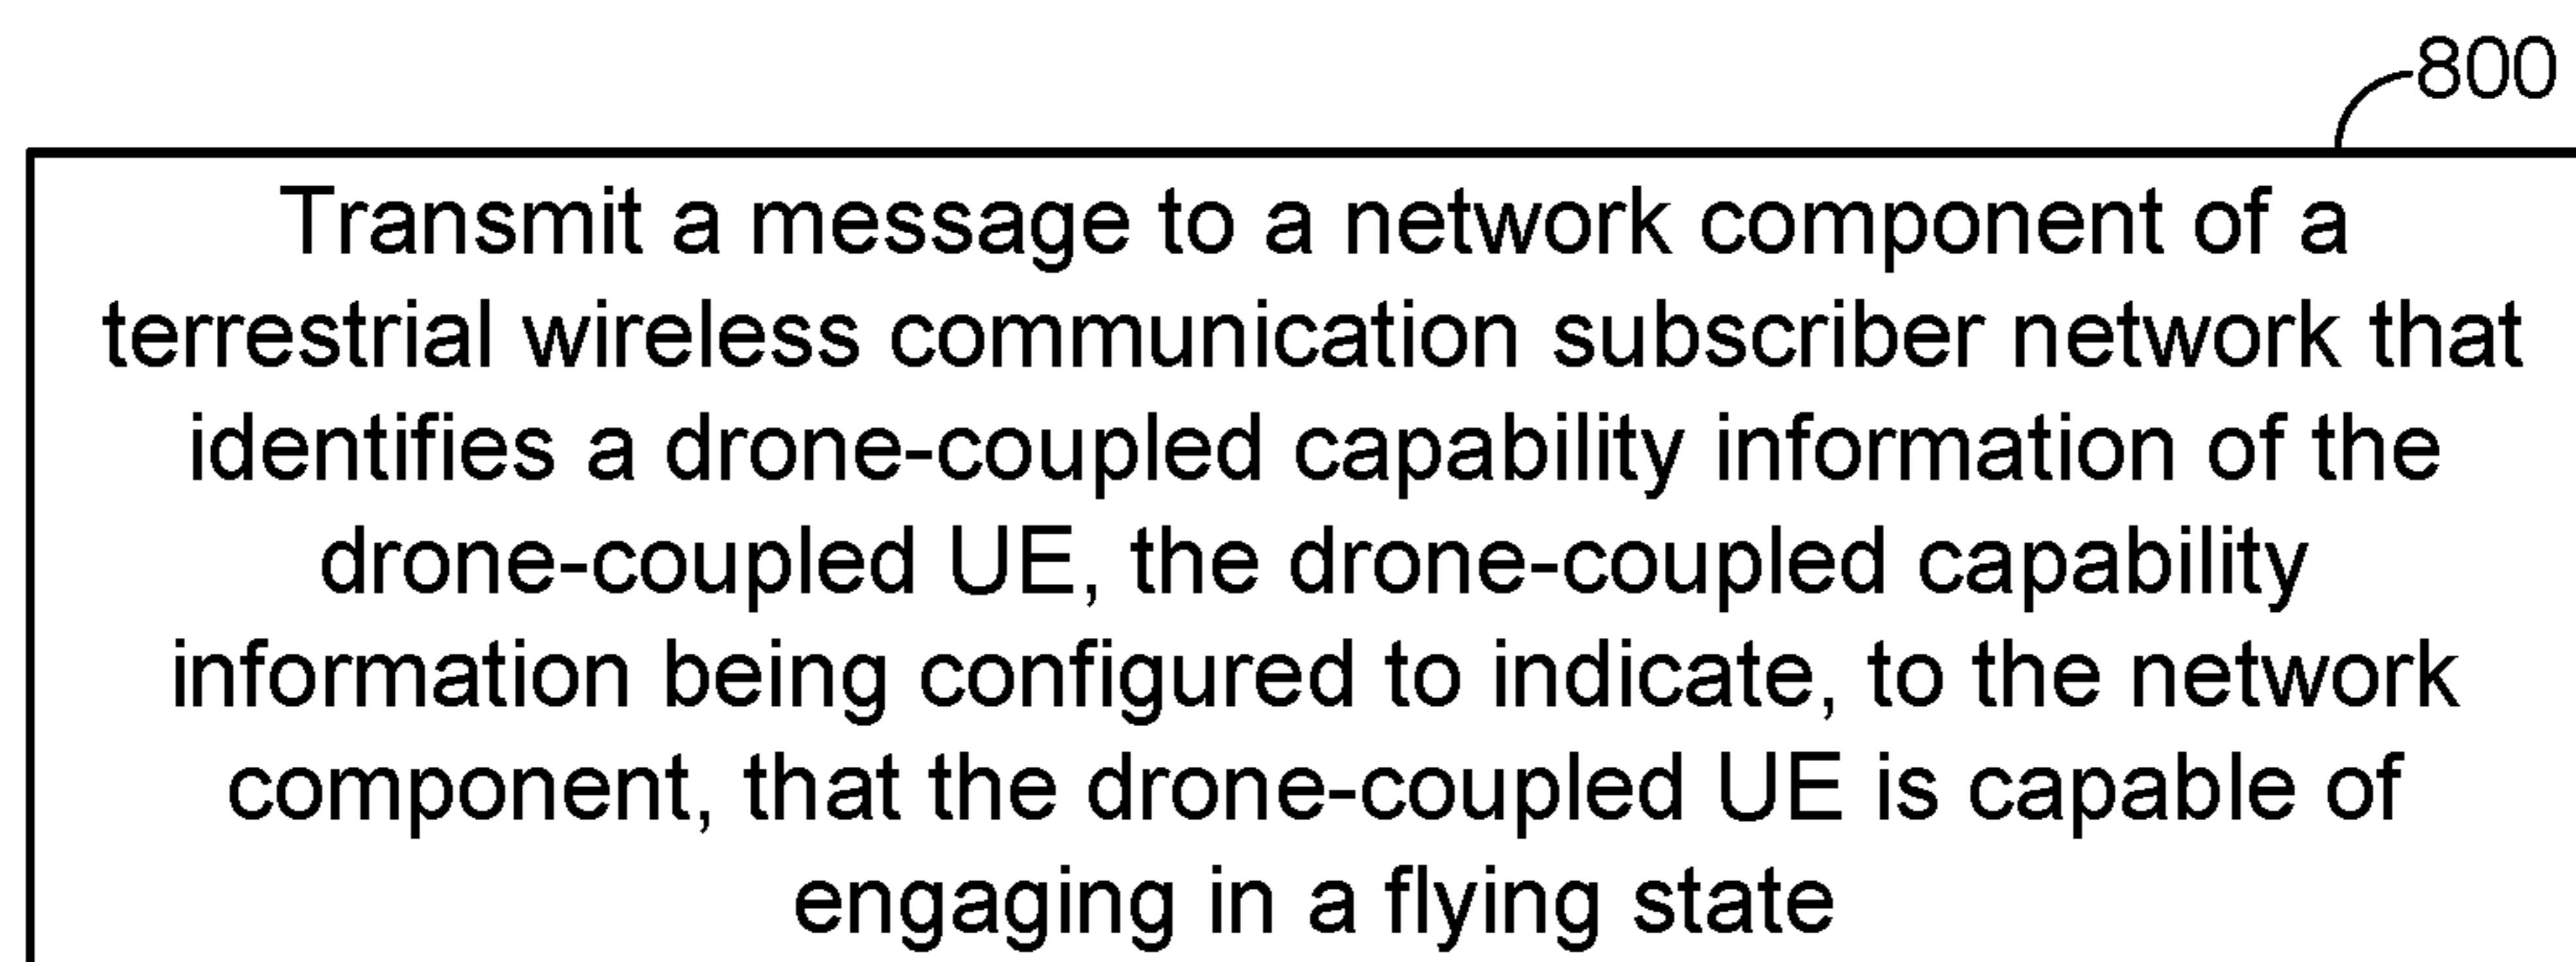 800
Transmit a message to a network component of a
terrestrial wireless communication subscriber network that
identifies a drone-coupled capability information of the
drone-coupled UE, the drone-coupled capability
information being configured to indicate, to the network
component, that the drone-coupled UE is capable of
engaging in a flying state